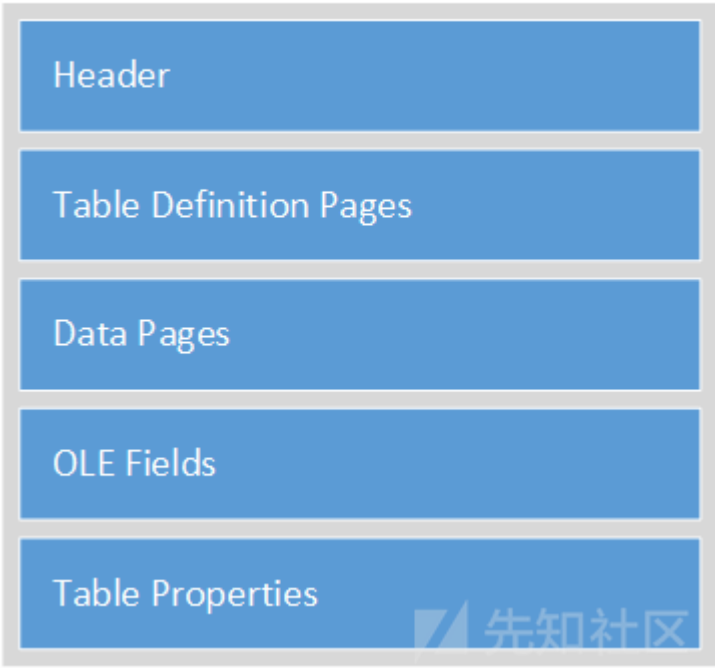 Header
Table Definition Pages
Data Pages
OLE Fields
Table Properties
先知社区